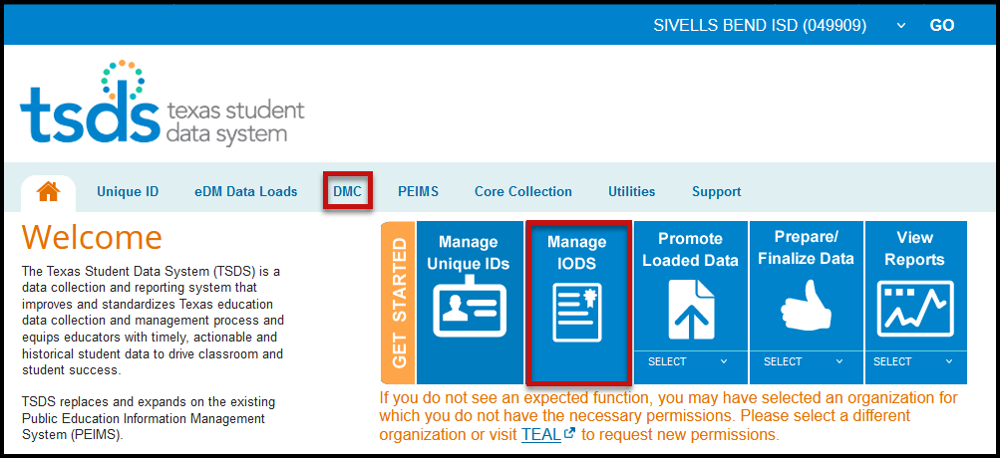 SIVELLS BEND ISD (049909)
GO
tsds texas student
data system
Unique ID
eDM Data Loads
DMC
PEIMS
Core Collection
Utilities
Support
Welcome
The Texas Student Data System (TSDS) is a
data collection and reporting system that
improves and standardizes Texas education
data collection and management process and
equips educators with timely, actionable and
historical student data to drive classroom and
student success.
TSDS replaces and expands on the existing
Public Education Information Management
System (PEIMS).
GET STARTED
Manage
Unique IDs
Manage
IODS
Promote
Loaded Data
SELECT
Prepare/
Finalize Data
SELECT
View
Reports
SELECT
If you do not see an expected function, you may have selected an organization for
which you do not have the necessary permissions. Please select a different
organization or visit TEAL to request new permissions.